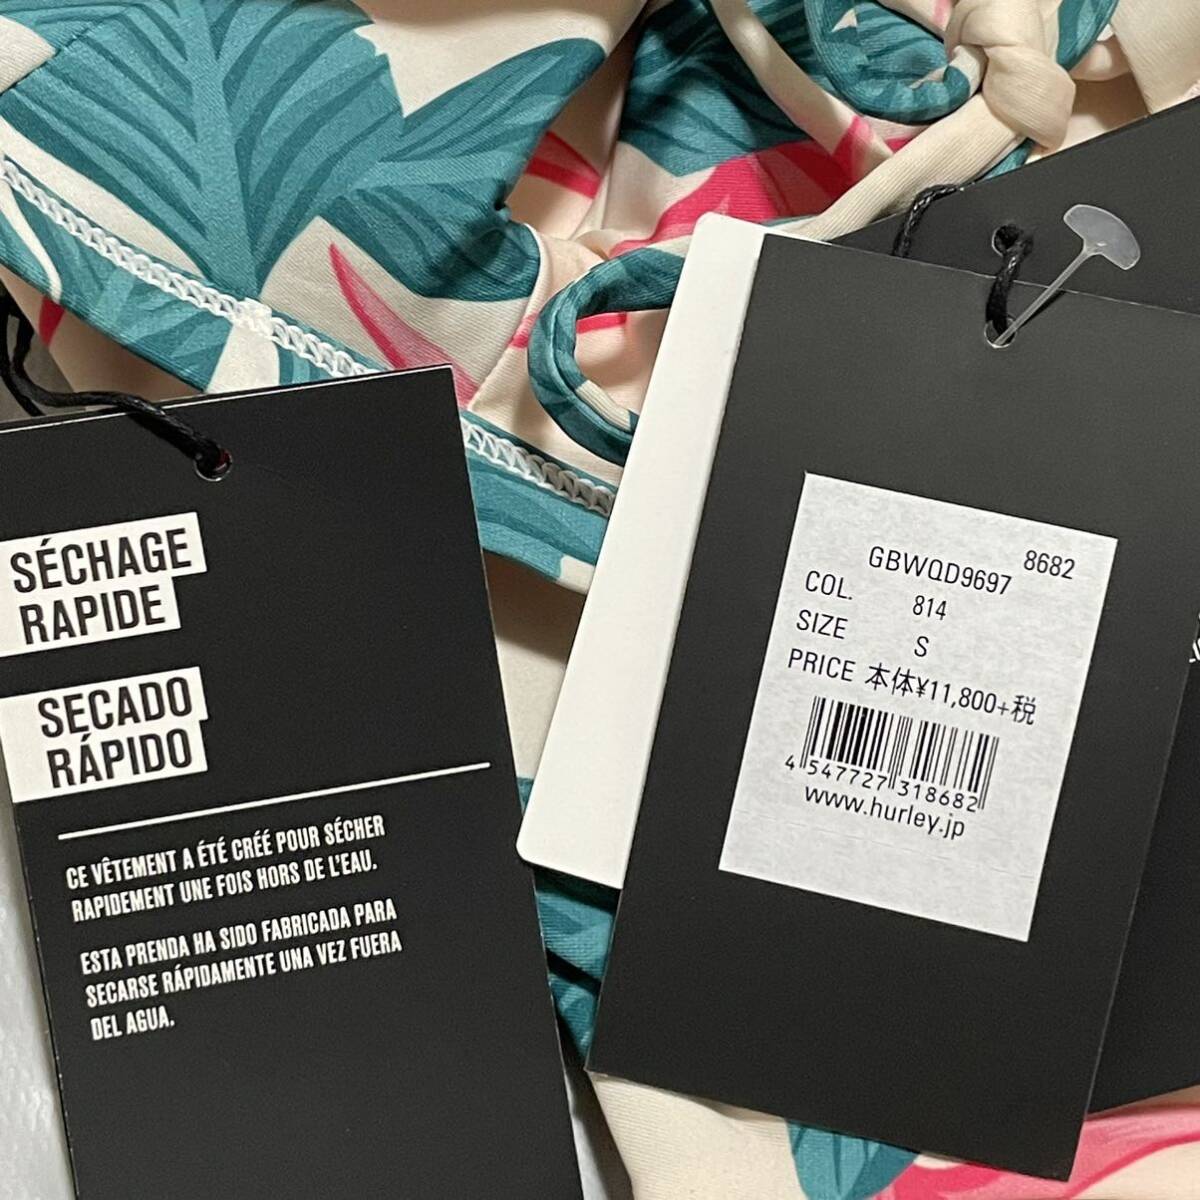 SÉCHAGE
RAPIDE
SECADO
RÁPIDO
CE VÊTEMENT A ÉTÉ CRÉÉ POUR SÉCHER
RAPIDEMENT UNE FOIS HORS DE L'EAU.
ESTA PRENDA HA SIDO FABRICADA PARA
SECARSE RÁPIDAMENTE UNA VEZ FUERA
DEL AGUA.
8682
GBWQD9697
COL. 814
SIZE S
PRICE 本体¥11,800+税
4 547727 318682
www.hurley.jp